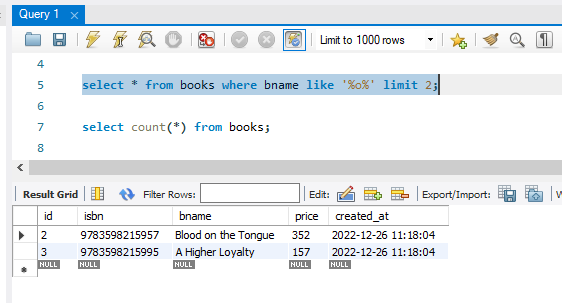 Query 1
Limit to 1000 rows
4
5 select * from books where bname like '%o%' limit 2;
6
7 select count(*) from books;
8
Result Grid Filter Rows: Edit: Export/Import:
id isbn bname price created_at
2 9783598215957 Blood on the Tongue 352 2022-12-26 11:18:04
3 9783598215995 A Higher Loyalty 157 2022-12-26 11:18:04
NULL NULL NULL NULL NULL